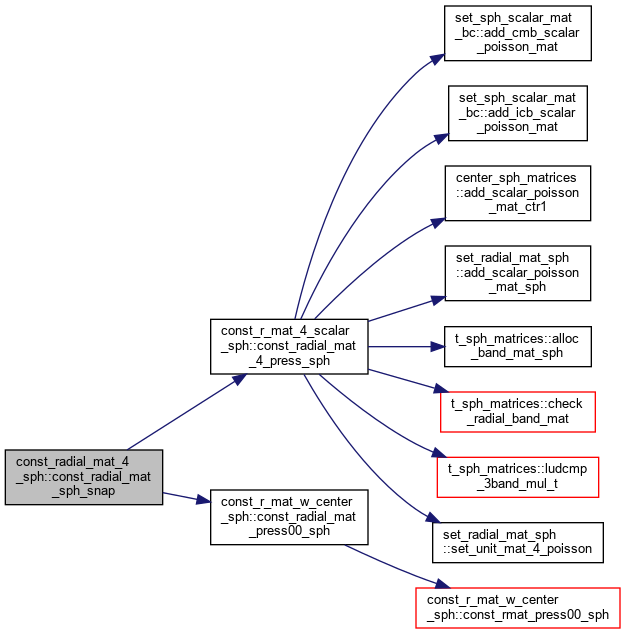 set_sph_scalar_mat
_bc::add_cmb_scalar
_poisson_mat
set_sph_scalar_mat
_bc::add_icb_scalar
_poisson_mat
center_sph_matrices
::add_scalar_poisson
_mat_ctr1
set_radial_mat_sph
::add_scalar_poisson
_mat_sph
const_r_mat_4_scalar
_sph::const_radial_mat
_4_press_sph
t_sph_matrices::alloc
_band_mat_sph
t_sph_matrices::check
_radial_band_mat
const_radial_mat_4
_sph::const_radial_mat
_sph_snap
t_sph_matrices::ludcmp
_3band_mul_t
const_r_mat_w_center
_sph::const_radial_mat
_press00_sph
set_radial_mat_sph
::set_unit_mat_4_poisson
const_r_mat_w_center
_sph::const_rmat_press00_sph